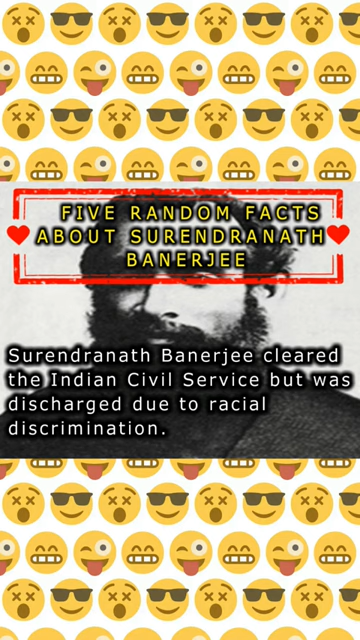 FIVE RANDOM FACTS
ABOUT SURENDRANATH
BANERJEE
Surendranath Banerjee cleared
the Indian Civil Service but was
discharged due to racial
discrimination.